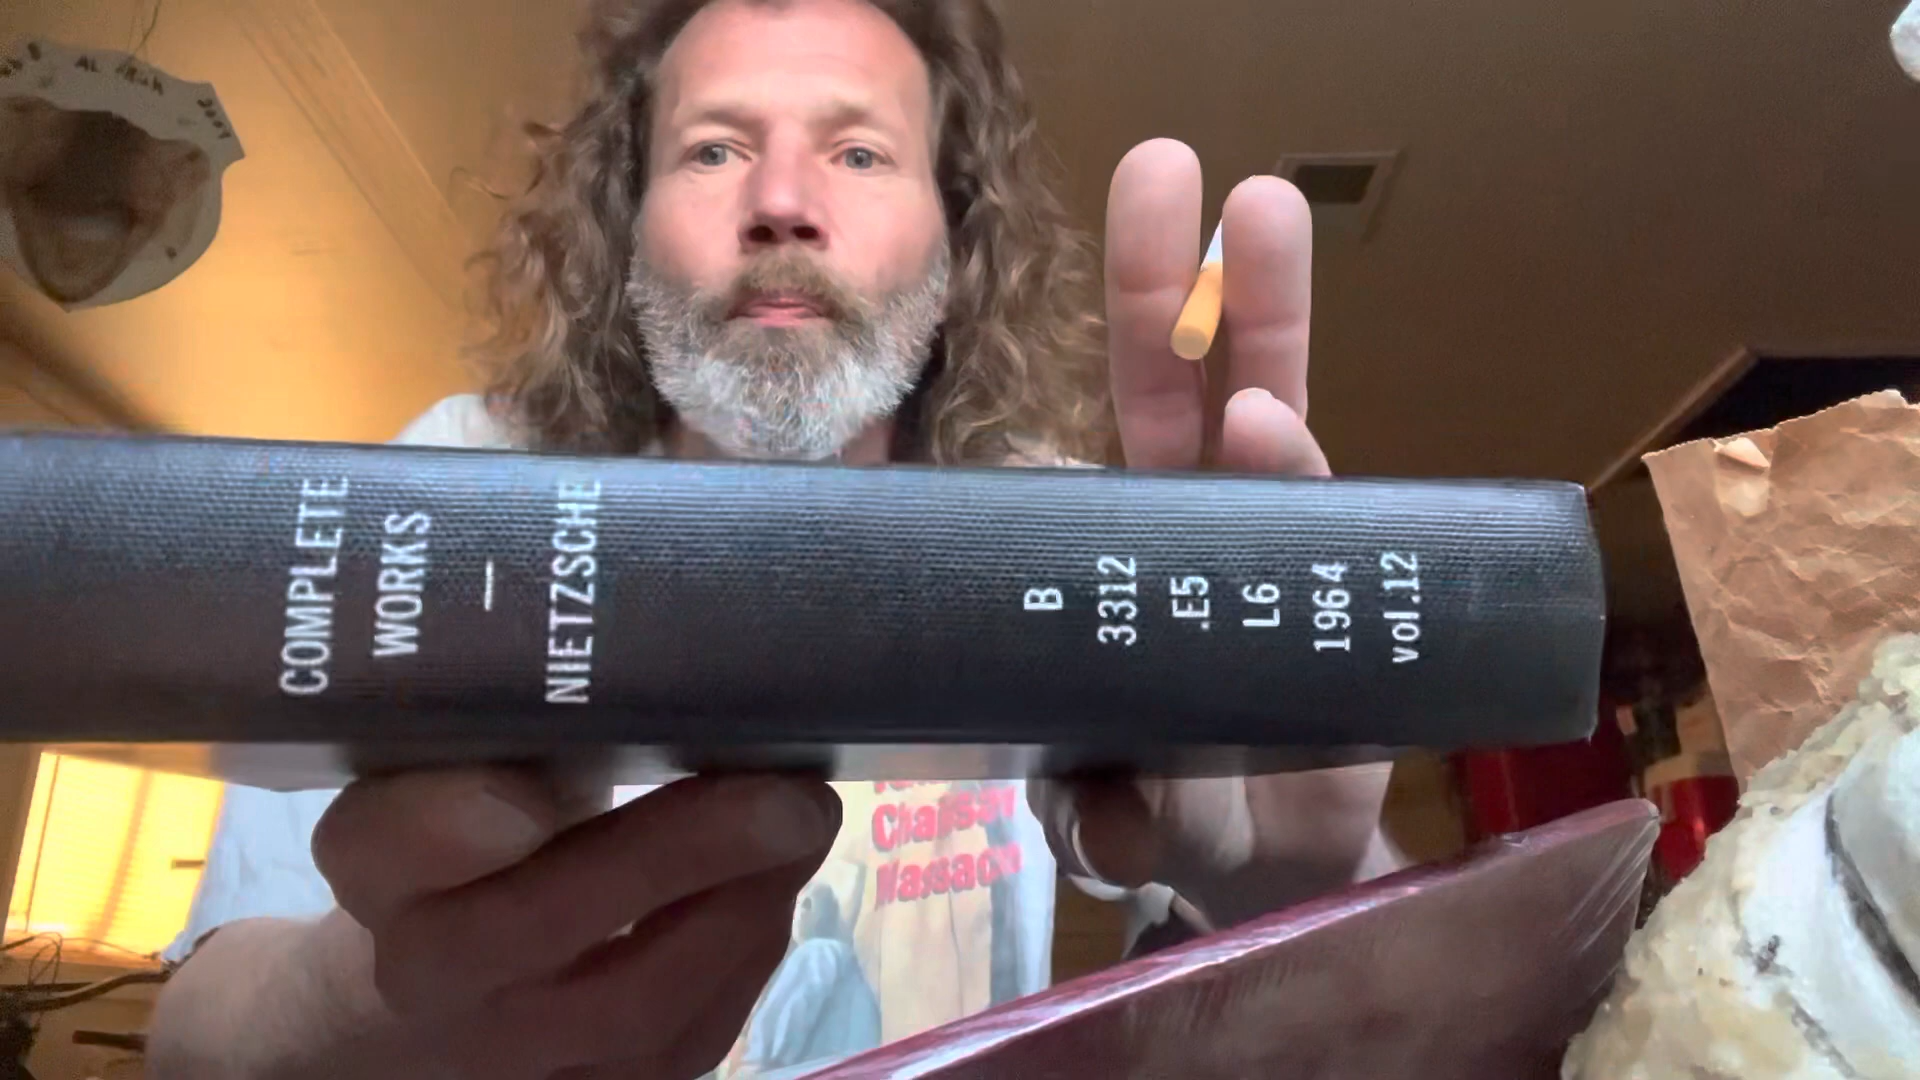 COMPLETE
WORKS
—
NIETZSCHE
B
3312
.E5
L6
1964
vol.12
Chainsaw
Massacre